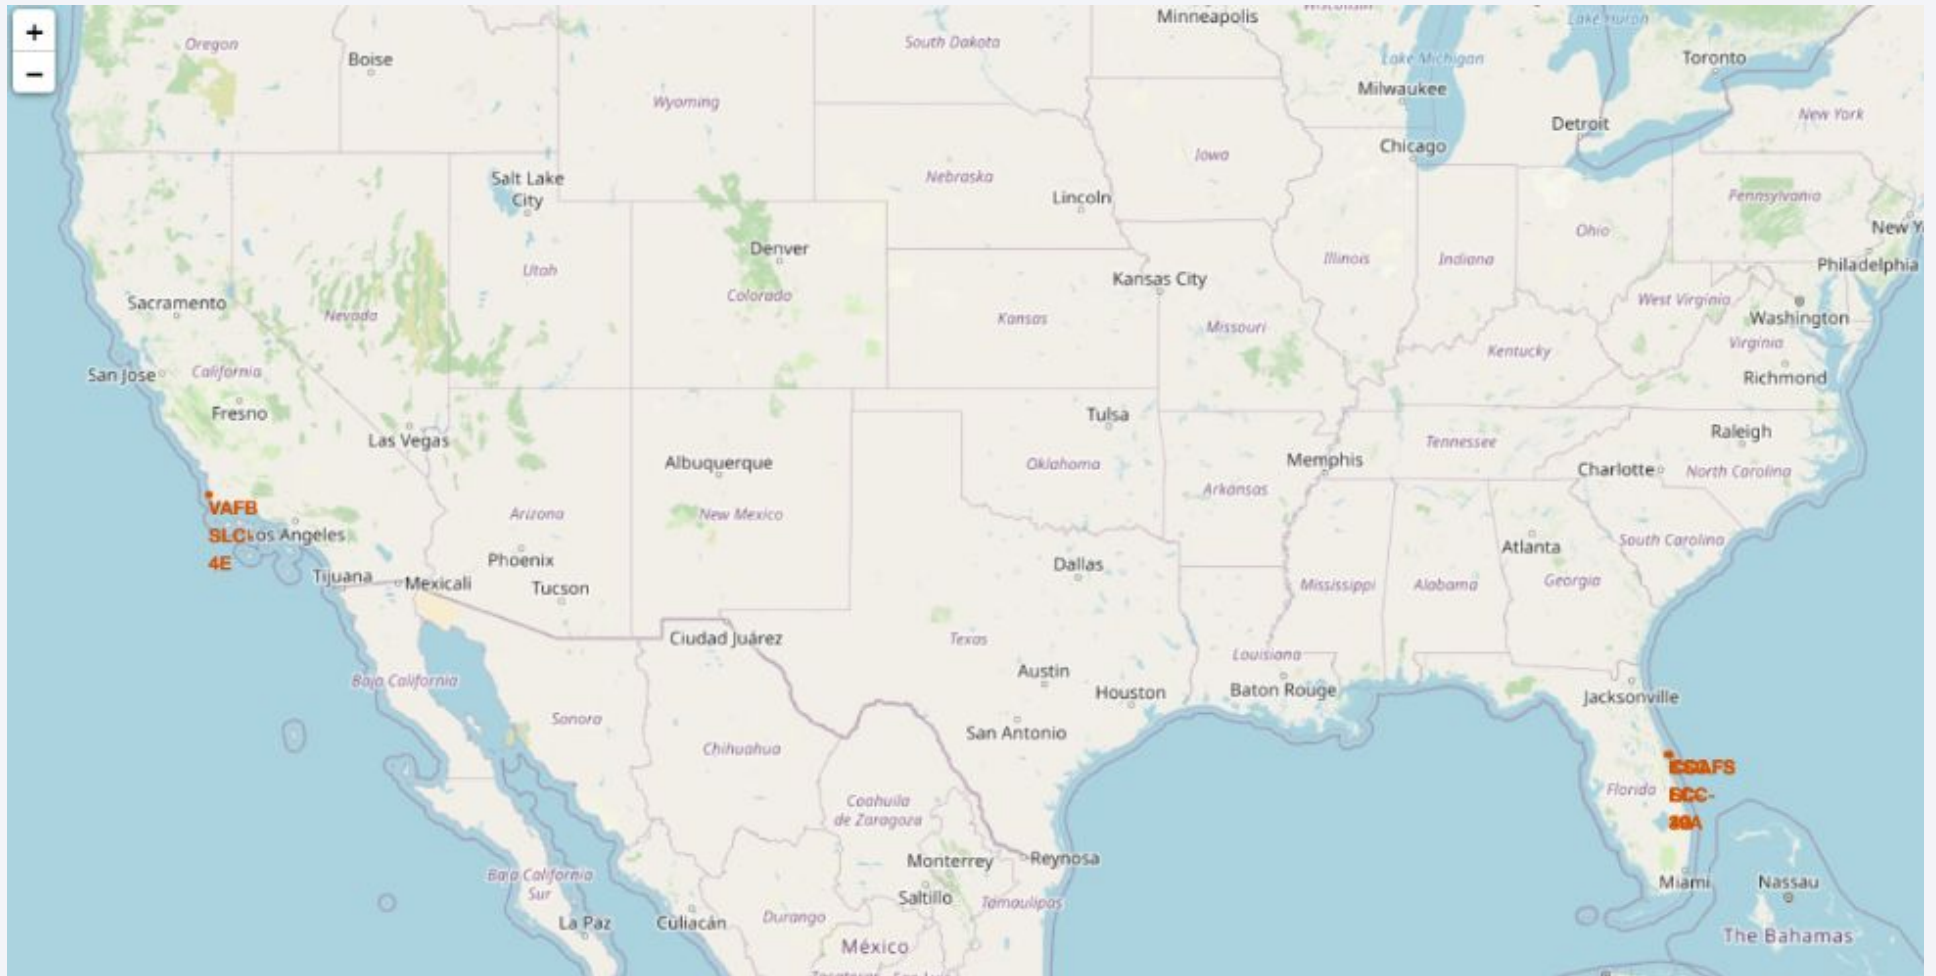 +
−
Minneapolis
Wisconsin
Lake Huron
Oregon
Boise
South Dakota
Lake Michigan
Toronto
Milwaukee
Wyoming
Detroit
New York
Chicago
Iowa
Salt Lake
City
Nebraska
Lincoln
Pennsylvania
New Y
Denver
Ohio
Utah
Illinois
Indiana
Philadelphia
Kansas City
Colorado
Sacramento
Nevada
West Virginia
Washington
Kansas
Missouri
Virginia
Kentucky
San Jose
California
Richmond
Fresno
Las Vegas
Tulsa
Raleigh
Tennessee
Albuquerque
Oklahoma
Memphis
Charlotte
North Carolina
Arkansas
VAFB
SLC-
4E
Los Angeles
Arizona
New Mexico
South Carolina
Phoenix
Dallas
Atlanta
Tijuana
Mexicali
Tucson
Mississippi
Alabama
Georgia
Ciudad Juárez
Texas
Louisiana
Austin
Baja California
Houston
Baton Rouge
Jacksonville
Sonora
San Antonio
Chihuahua
Florida
Coahuila
de Zaragoza
Monterrey
Reynosa
Baja California
Sur
Saltillo
Tamaulipas
Miami
Nassau
La Paz
Culiacán
Durango
México
The Bahamas